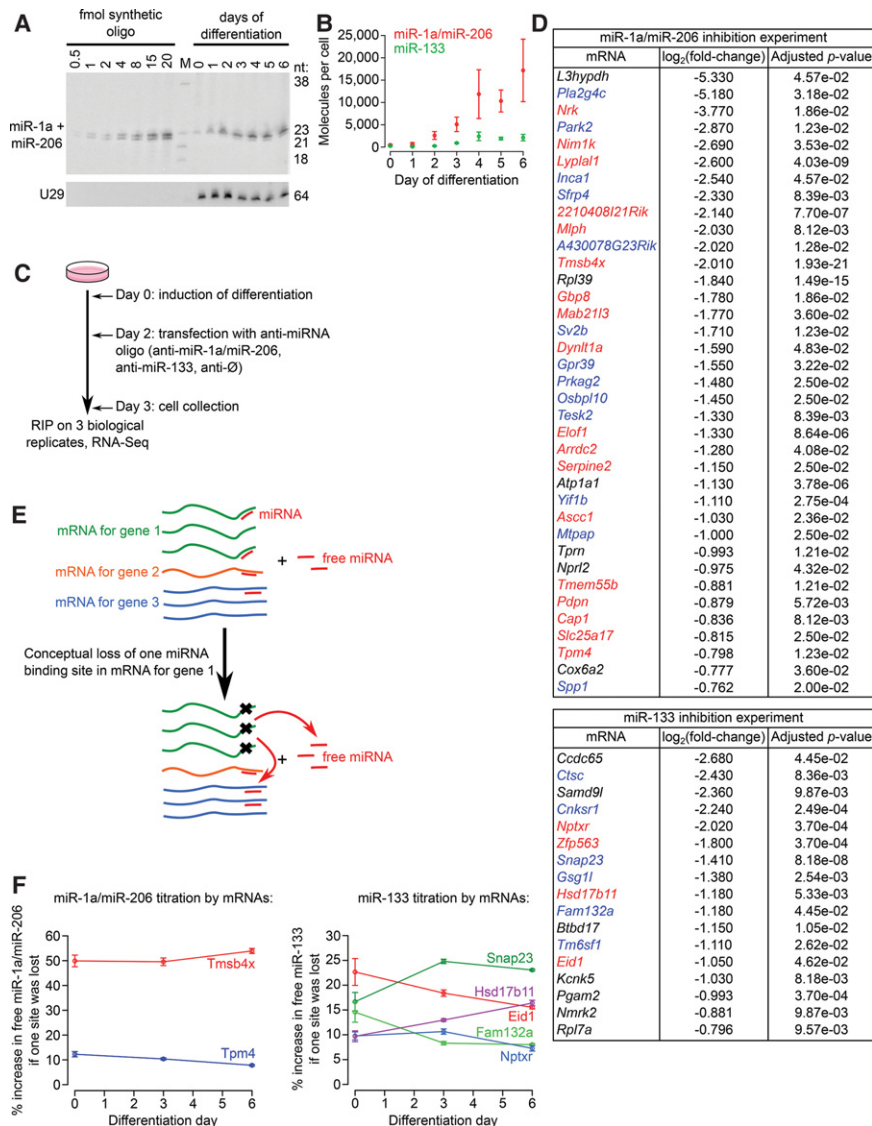 A
fmol synthetic oligo
days of differentiation
0.5 1 2 4 8 15 20 M 0 1 2 3 4 5 6 nt:
38
miR-1a + miR-206
23
21
18
U29
64
B
miR-1a/miR-206
miR-133
Molecules per cell
25,000
20,000
15,000
10,000
5,000
0
0 1 2 3 4 5 6
Day of differentiation
C
Day 0: induction of differentiation
Day 2: transfection with anti-miRNA
oligo (anti-miR-1a/miR-206,
anti-miR-133, anti-Ø)
Day 3: cell collection
RIP on 3 biological
replicates, RNA-Seq
D
miR-1a/miR-206 inhibition experiment
mRNA log2(fold-change) Adjusted p-value
L3hypdh -5.330 4.57e-02
Pla2g4c -5.180 3.18e-02
Nrk -3.770 1.86e-02
Park2 -2.870 1.23e-02
Nim1k -2.690 3.53e-02
Lyplal1 -2.600 4.03e-09
Inca1 -2.540 4.57e-02
Sfrp4 -2.330 8.39e-03
2210408I21Rik -2.140 7.70e-07
Mlph -2.030 8.12e-03
A430078G23Rik -2.020 1.28e-02
Tmsb4x -2.010 1.93e-21
Rpl39 -1.840 1.49e-15
Gbp8 -1.780 1.86e-02
Mab21l3 -1.770 3.60e-02
Sv2b -1.710 1.23e-02
Dynlt1a -1.590 4.83e-02
Gpr39 -1.550 3.22e-02
Prkag2 -1.480 2.50e-02
Osbpl10 -1.450 2.50e-02
Tesk2 -1.330 8.39e-03
Elof1 -1.330 8.64e-06
Arrdc2 -1.280 4.08e-02
Serpine2 -1.150 2.50e-02
Atp1a1 -1.130 3.78e-06
Yif1b -1.110 2.75e-04
Ascc1 -1.030 2.36e-02
Mtpap -1.000 2.50e-02
Tprn -0.993 1.21e-02
Nprl2 -0.975 4.32e-02
Tmem55b -0.881 1.21e-02
Pdpn -0.879 5.72e-03
Cap1 -0.836 8.12e-03
Slc25a17 -0.815 2.50e-02
Tpm4 -0.798 1.23e-02
Cox6a2 -0.777 3.60e-02
Spp1 -0.762 2.00e-02
miR-133 inhibition experiment
mRNA log2(fold-change) Adjusted p-value
Ccdc65 -2.680 4.45e-02
Ctsc -2.430 8.36e-03
Samd9l -2.360 9.87e-03
Cnksr1 -2.240 2.49e-04
Nptxr -2.020 3.70e-04
Zfp563 -1.800 3.70e-04
Snap23 -1.410 8.18e-08
Gsg1l -1.380 2.54e-03
Hsd17b11 -1.180 5.33e-03
Fam132a -1.180 4.45e-02
Btbd17 -1.150 1.05e-02
Tm6sf1 -1.110 2.62e-02
Eid1 -1.050 4.62e-02
Kcnk5 -1.030 8.18e-03
Pgam2 -0.993 3.70e-04
Nmrk2 -0.881 9.87e-03
Rpl7a -0.796 9.57e-03
E
miRNA
mRNA for gene 1
+ free miRNA
mRNA for gene 2
mRNA for gene 3
Conceptual loss of one miRNA
binding site in mRNA for gene 1
+ free miRNA
F
miR-1a/miR-206 titration by mRNAs:
% increase in free miR-1a/miR-206
if one site was lost
60
50
40
30
20
10
0
Tmsb4x
Tpm4
0 3 6
Differentiation day
miR-133 titration by mRNAs:
% increase in free miR-133
if one site was lost
30
25
20
15
10
5
0
Snap23
Hsd17b11
Eid1
Fam132a
Nptxr
0 3 6
Differentiation day